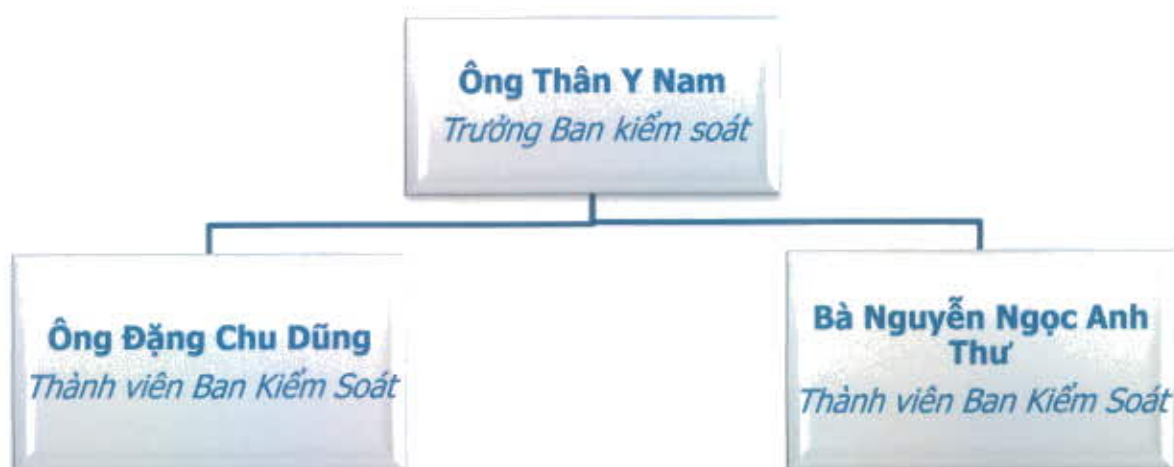 Ông Thân Y Nam
Trưởng Ban kiểm soát
Ông Đặng Chu Dũng
Thành viên Ban Kiểm Soát
Bà Nguyễn Ngọc Anh
Thư
Thành viên Ban Kiểm Soát